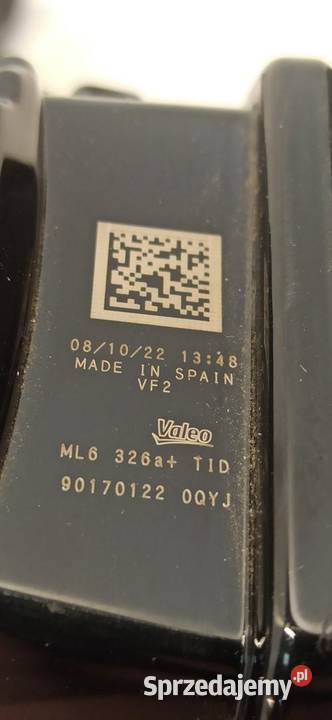 08/10/22 13:48
MADE IN SPAIN
VF2
Valeo
ML6 326a+ TID
90170122 0QYJ
Sprzedajemy.pl